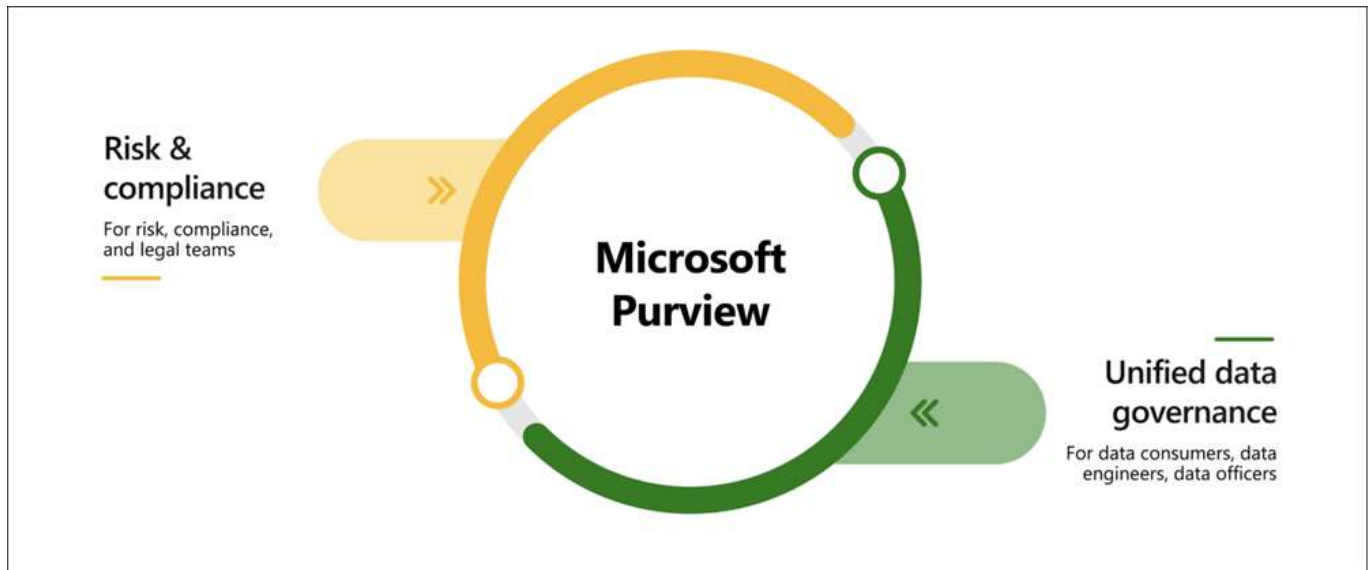 Risk &
compliance
For risk, compliance,
and legal teams
Microsoft
Purview
Unified data
governance
For data consumers, data
engineers, data officers